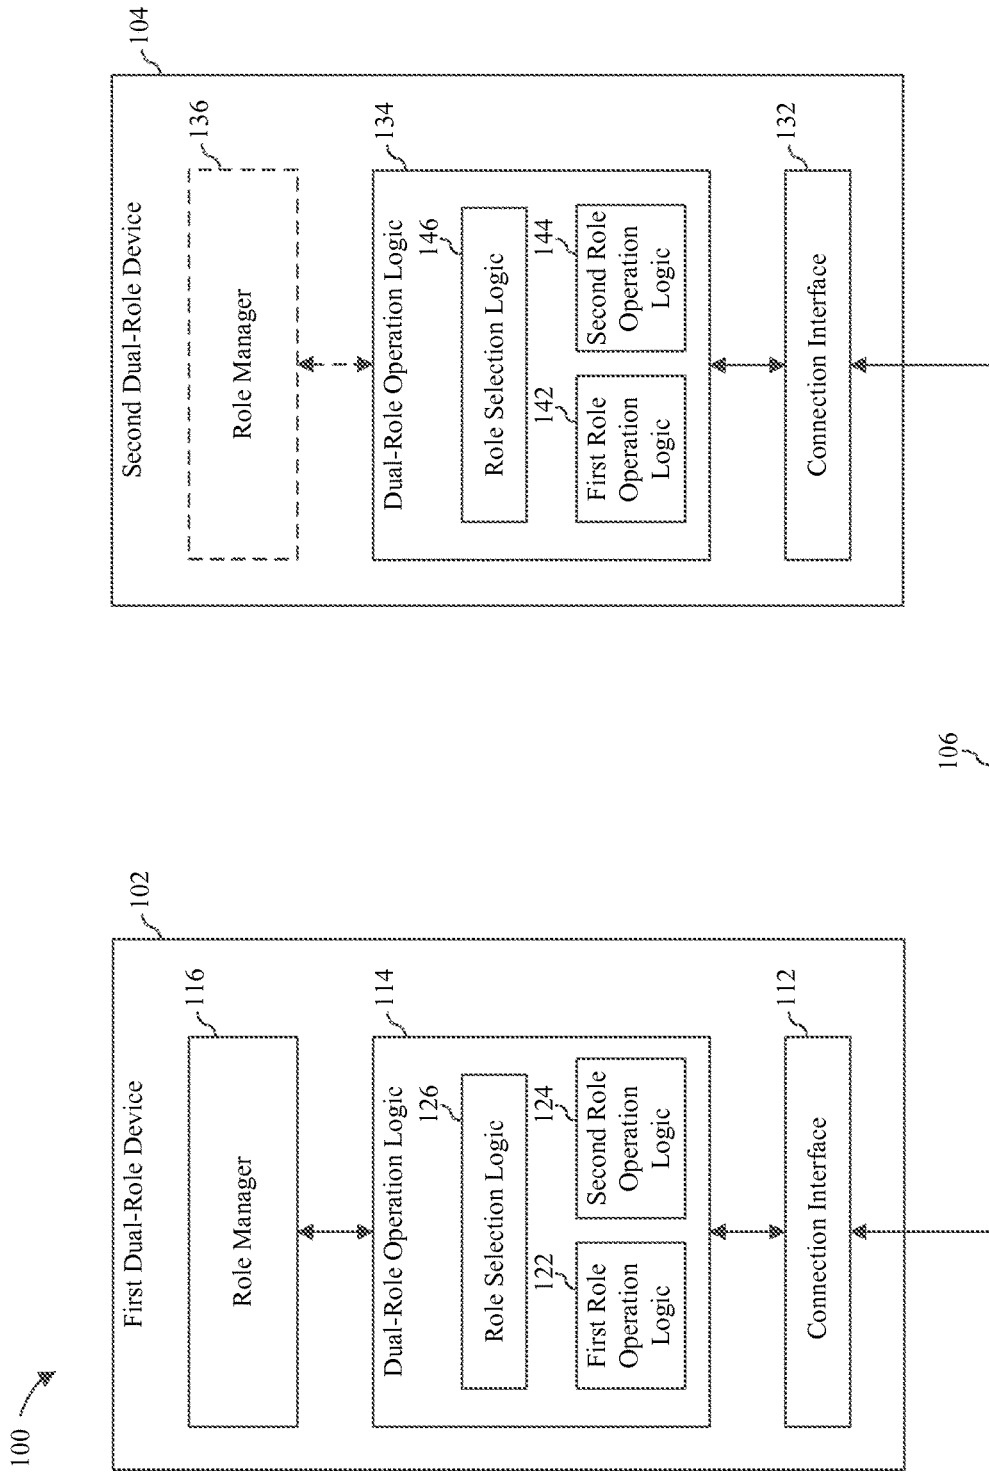 100
First Dual-Role Device
102
Role Manager
116
Dual-Role Operation Logic
114
Role Selection Logic
126
First Role
Operation
Logic
122
Second Role
Operation
Logic
124
Connection Interface
112
Second Dual-Role Device
104
Role Manager
136
Dual-Role Operation Logic
134
Role Selection Logic
146
First Role
Operation
Logic
142
Second Role
Operation
Logic
144
Connection Interface
132
106